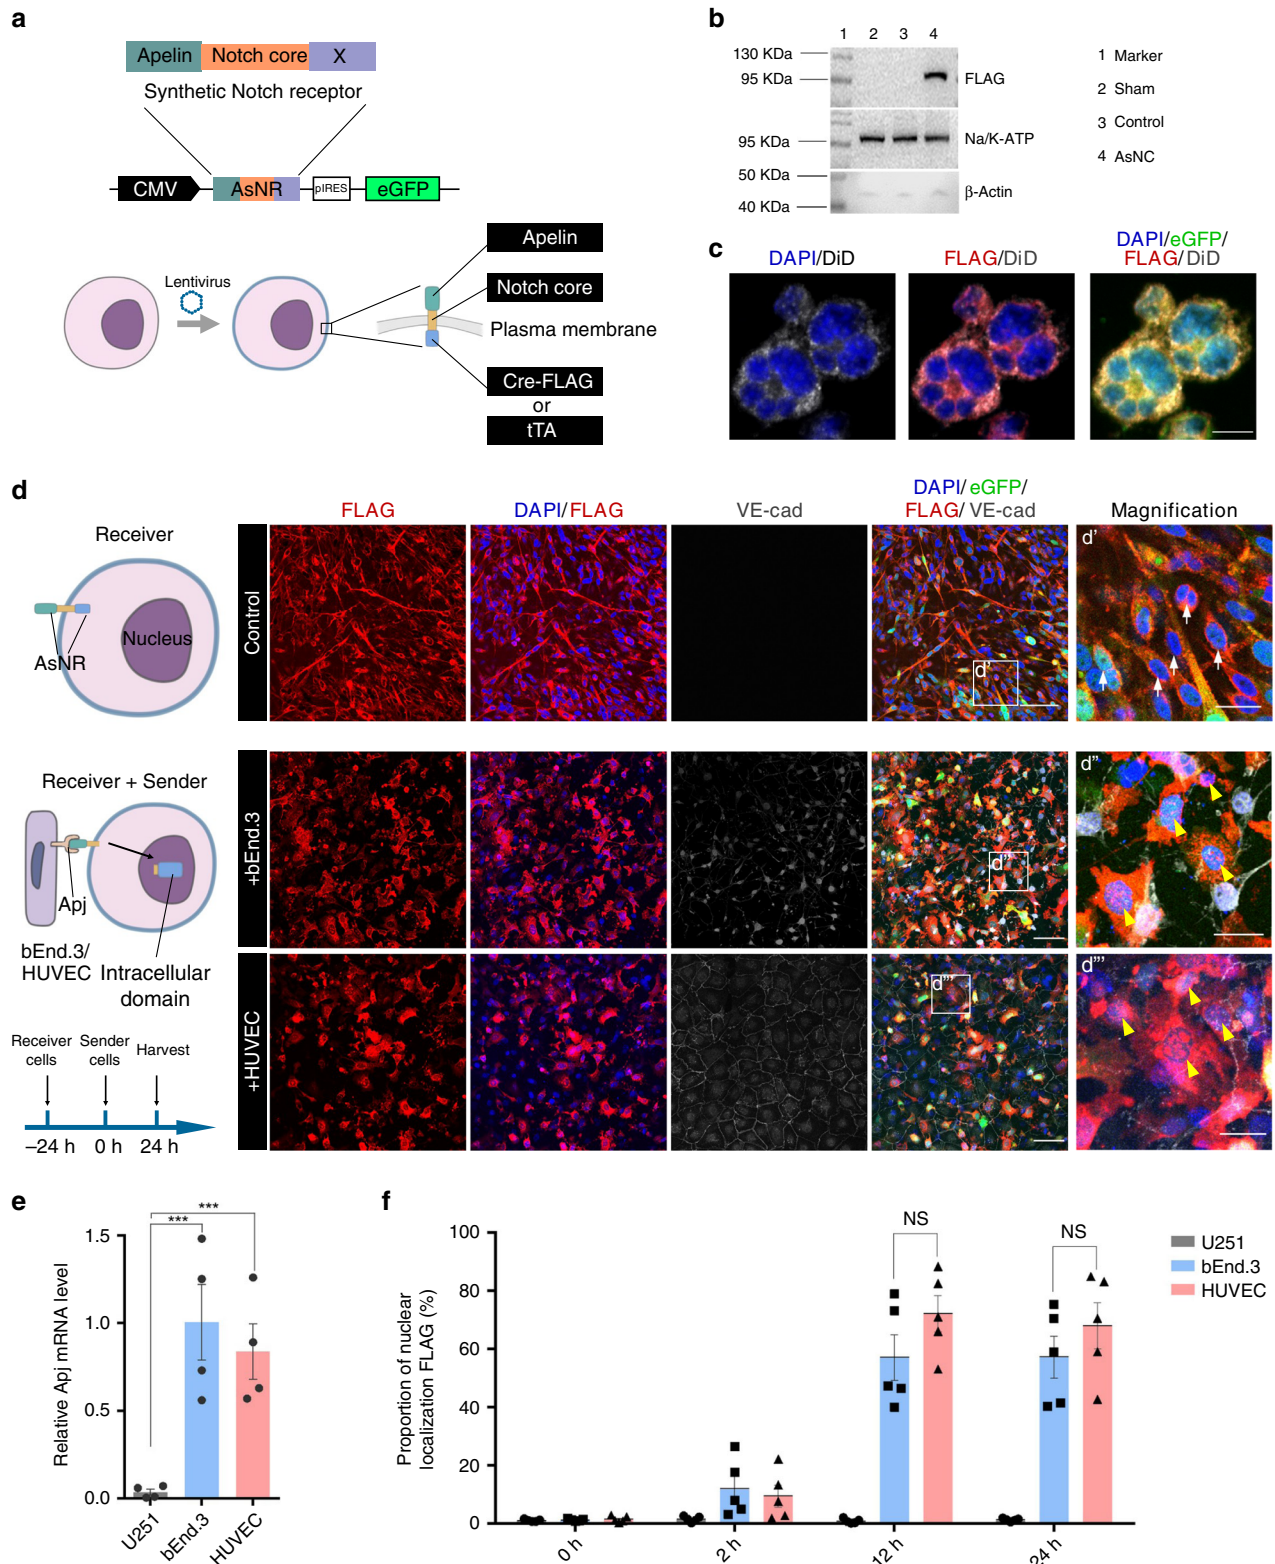 a
Apelin Notch core X
Synthetic Notch receptor
CMV AsNR pIRES eGFP
Lentivirus
Apelin
Notch core
Plasma membrane
Cre-FLAG
or
tTA
b
1 2 3 4
130 KDa
95 KDa
FLAG
95 KDa
Na/K-ATP
50 KDa
40 KDa
β-Actin
1 Marker
2 Sham
3 Control
4 AsNC
c
DAPI/DiD
FLAG/DiD
DAPI/eGFP/
FLAG/DiD
d
Receiver
Nucleus
AsNR
Receiver + Sender
Apj
bEnd.3/
HUVEC
Intracellular
domain
Receiver
cells
Sender
cells
Harvest
–24 h 0 h 24 h
FLAG
DAPI/FLAG
VE-cad
DAPI/eGFP/
FLAG/VE-cad
Magnification
Control
d'
d'
+bEnd.3
d''
d''
+HUVEC
d'''
d'''
e
Relative Apj mRNA level
1.5
1.0
0.5
0.0
***
***
U251
bEnd.3
HUVEC
f
Proportion of nuclear
localization FLAG (%)
100
80
60
40
20
0
NS
NS
0 h
2 h
12 h
24 h
U251
bEnd.3
HUVEC